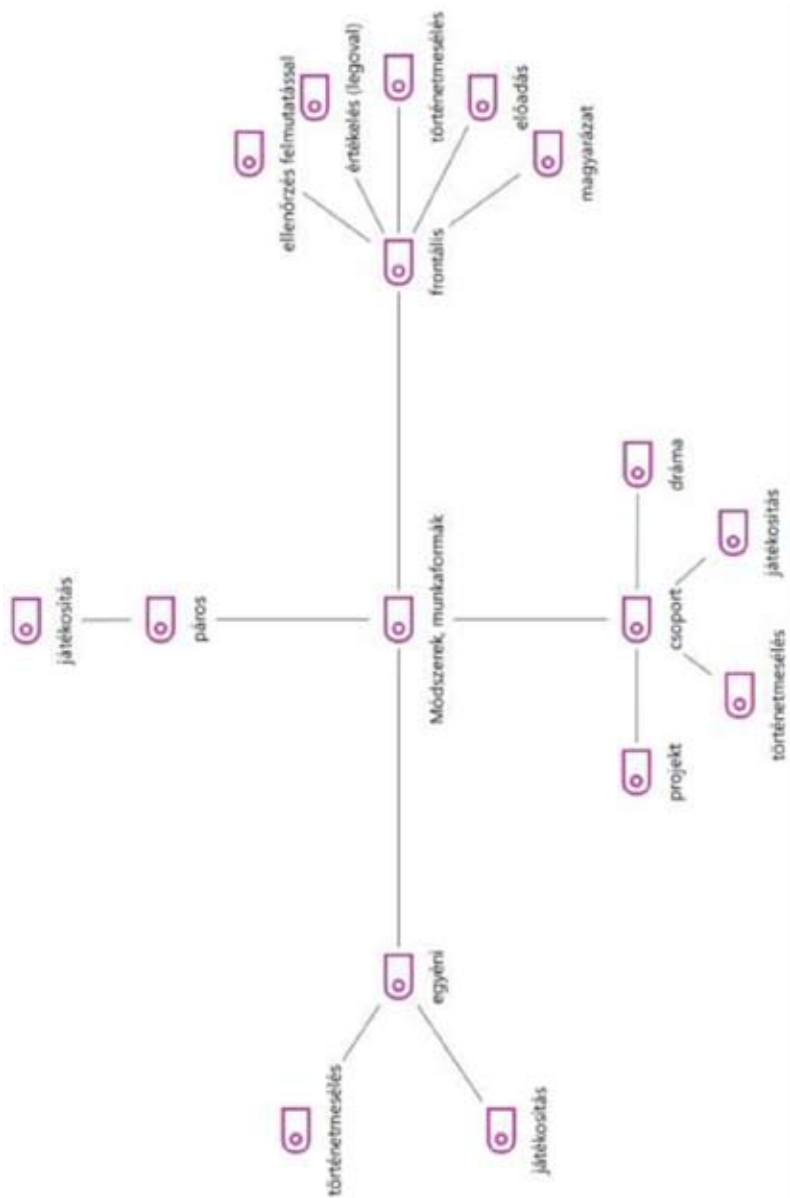 játékosítás
páros
Módszerek, munkaformák
egyéni
történetmesélés
játékosítás
frontális
ellenőrzés felmutatással
értékelés (legoval)
történetmesélés
előadás
magyarázat
csoport
projekt
történetmesélés
játékosítás
dráma